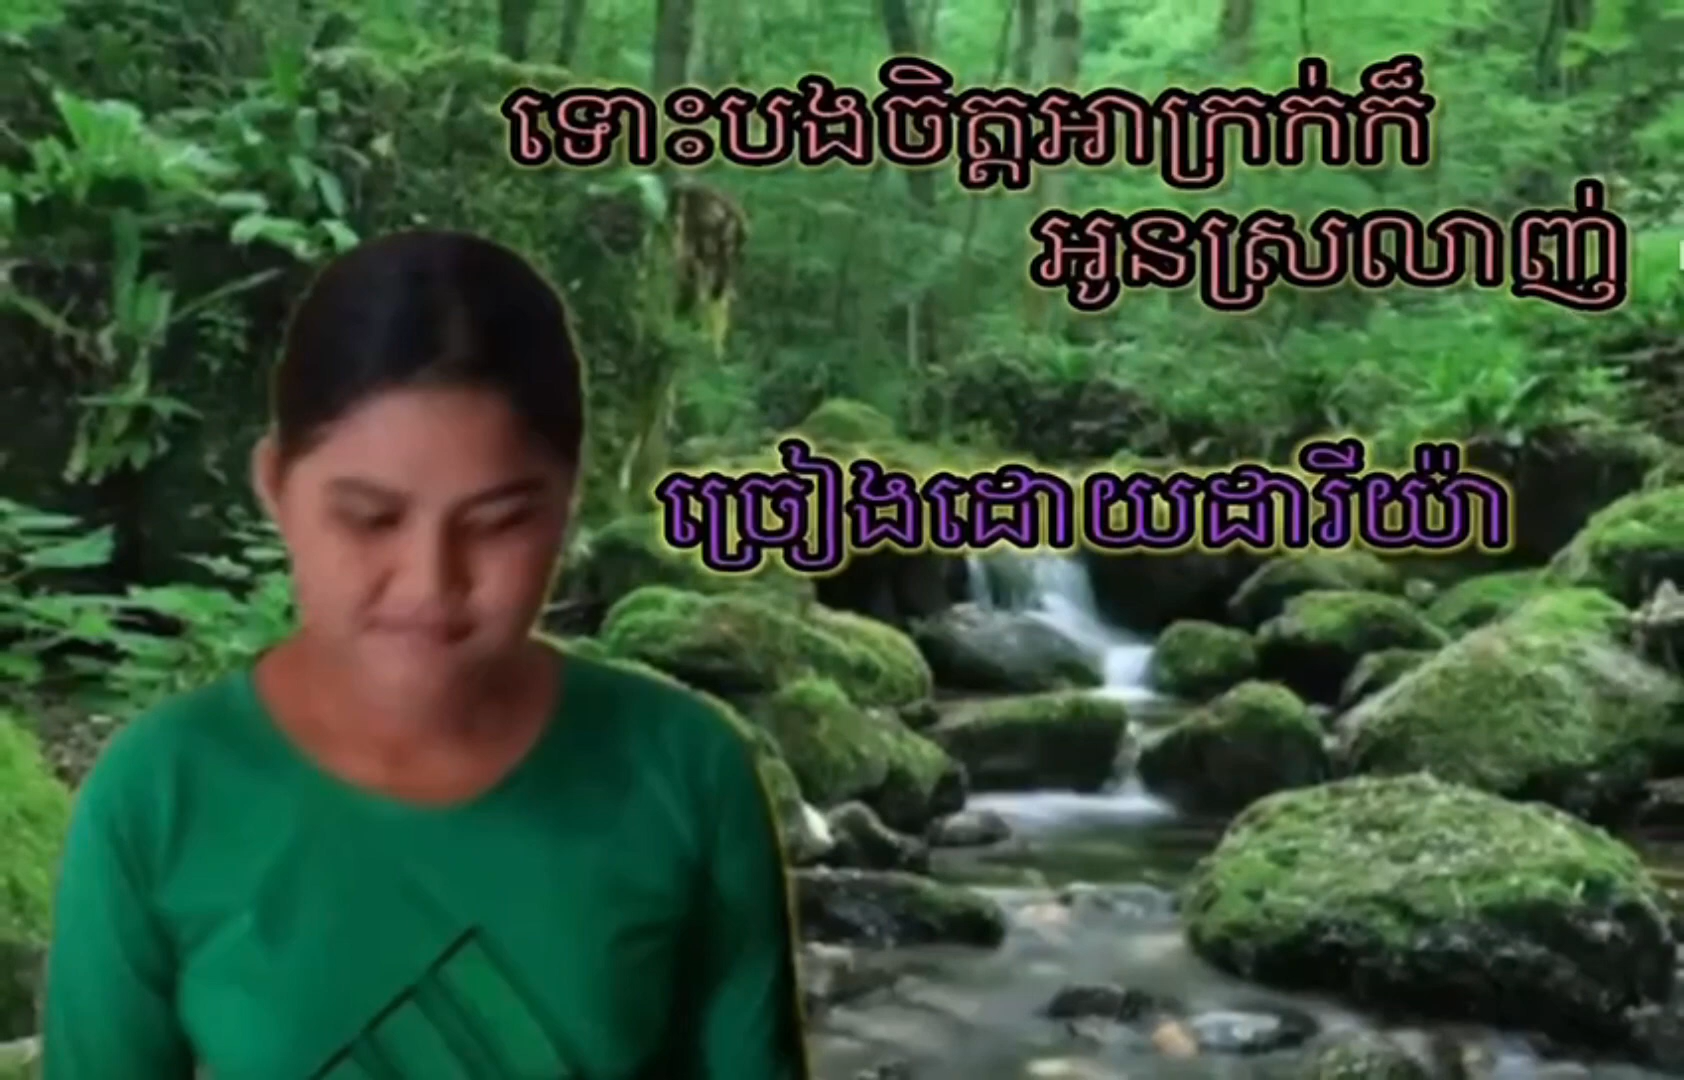 ទោះបងចិត្តអាក្រក់ក៏
អូនស្រលាញ់
ច្រៀងដោយដារីយ៉ា